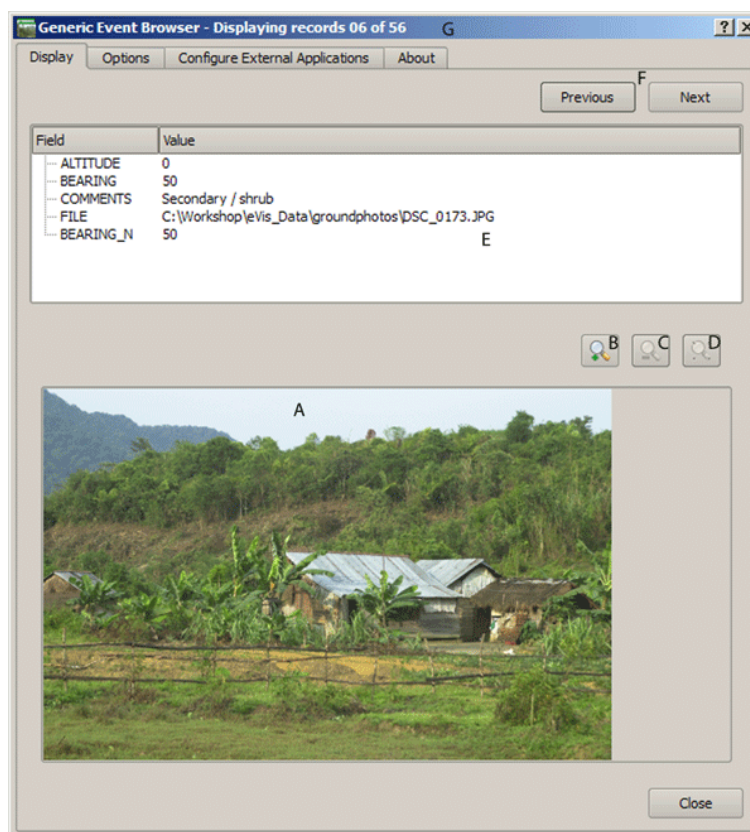 Generic Event Browser - Displaying records 06 of 56 G ? X
Display Options Configure External Applications About
F
Previous Next
Field Value
ALTITUDE 0
BEARING 50
COMMENTS Secondary / shrub
FILE C:\Workshop\eVis_Data\groundphotos\DSC_0173.JPG
BEARING_N 50
E
B C D
A
Close